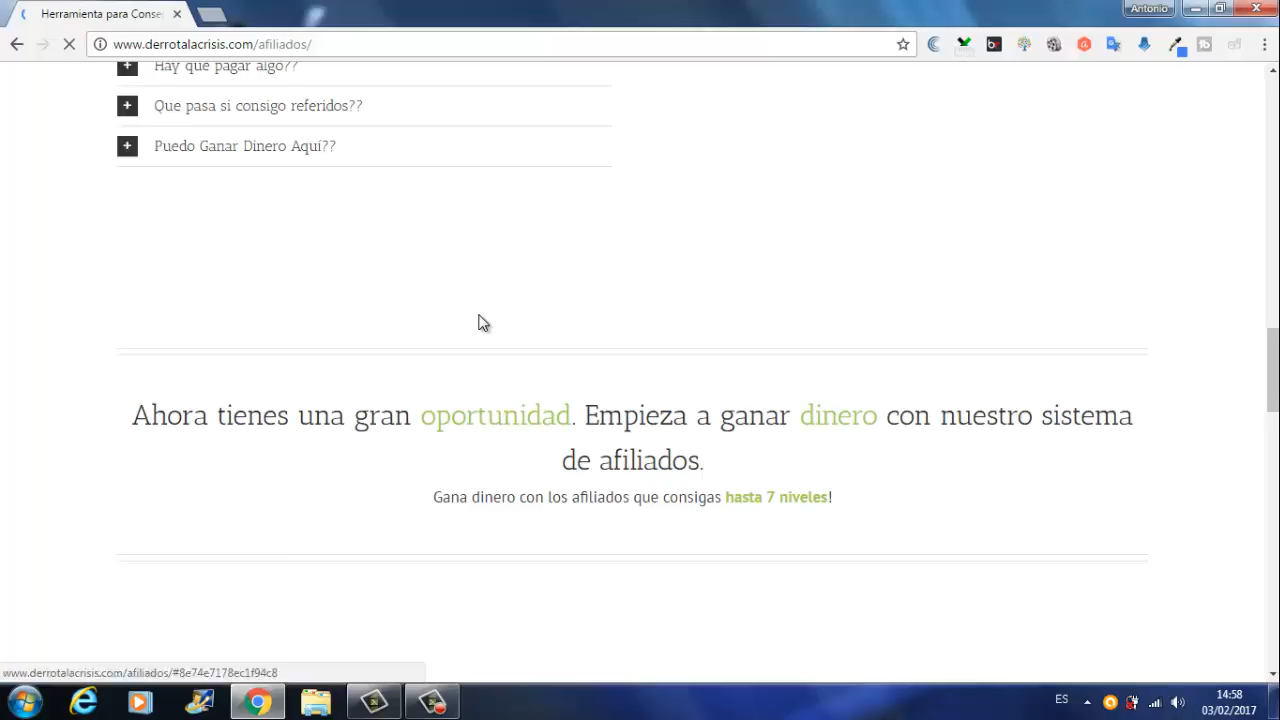 Herramienta para Conse
Antonio
www.derrotalacrisis.com/afiliados/
Hay que pagar algo??
Que pasa si consigo referidos??
Puedo Ganar Dinero Aquí??
Ahora tienes una gran oportunidad. Empieza a ganar dinero con nuestro sistema
de afiliados.
Gana dinero con los afiliados que consigas hasta 7 niveles!
www.derrotalacrisis.com/afiliados/#8e74e7178ec1f94c8
ES
14:58
03/02/2017